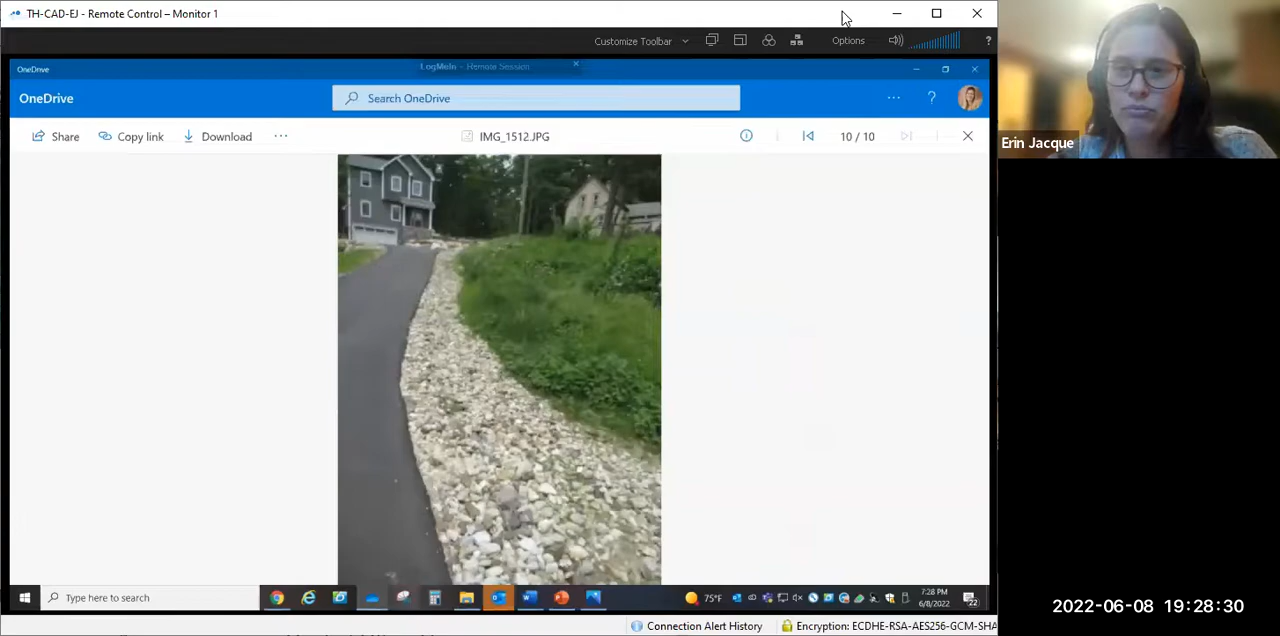 TH-CAD-EJ - Remote Control – Monitor 1
Customize Toolbar
Options
?
OneDrive
LogMeIn - Remote Session
OneDrive
Search OneDrive
?
Share
Copy link
Download
IMG_1512.JPG
10 / 10
Erin Jacque
Type here to search
75°F
7:28 PM
6/8/2022
22
2022-06-08 19:28:30
Connection Alert History
Encryption: ECDHE-RSA-AES256-GCM-SHA